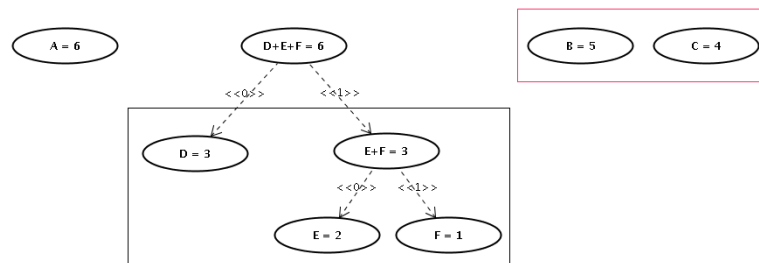 A = 6
D+E+F = 6
B = 5
C = 4
<<0>>
<<1>>
D = 3
E+F = 3
<<0>>
<<1>>
E = 2
F = 1